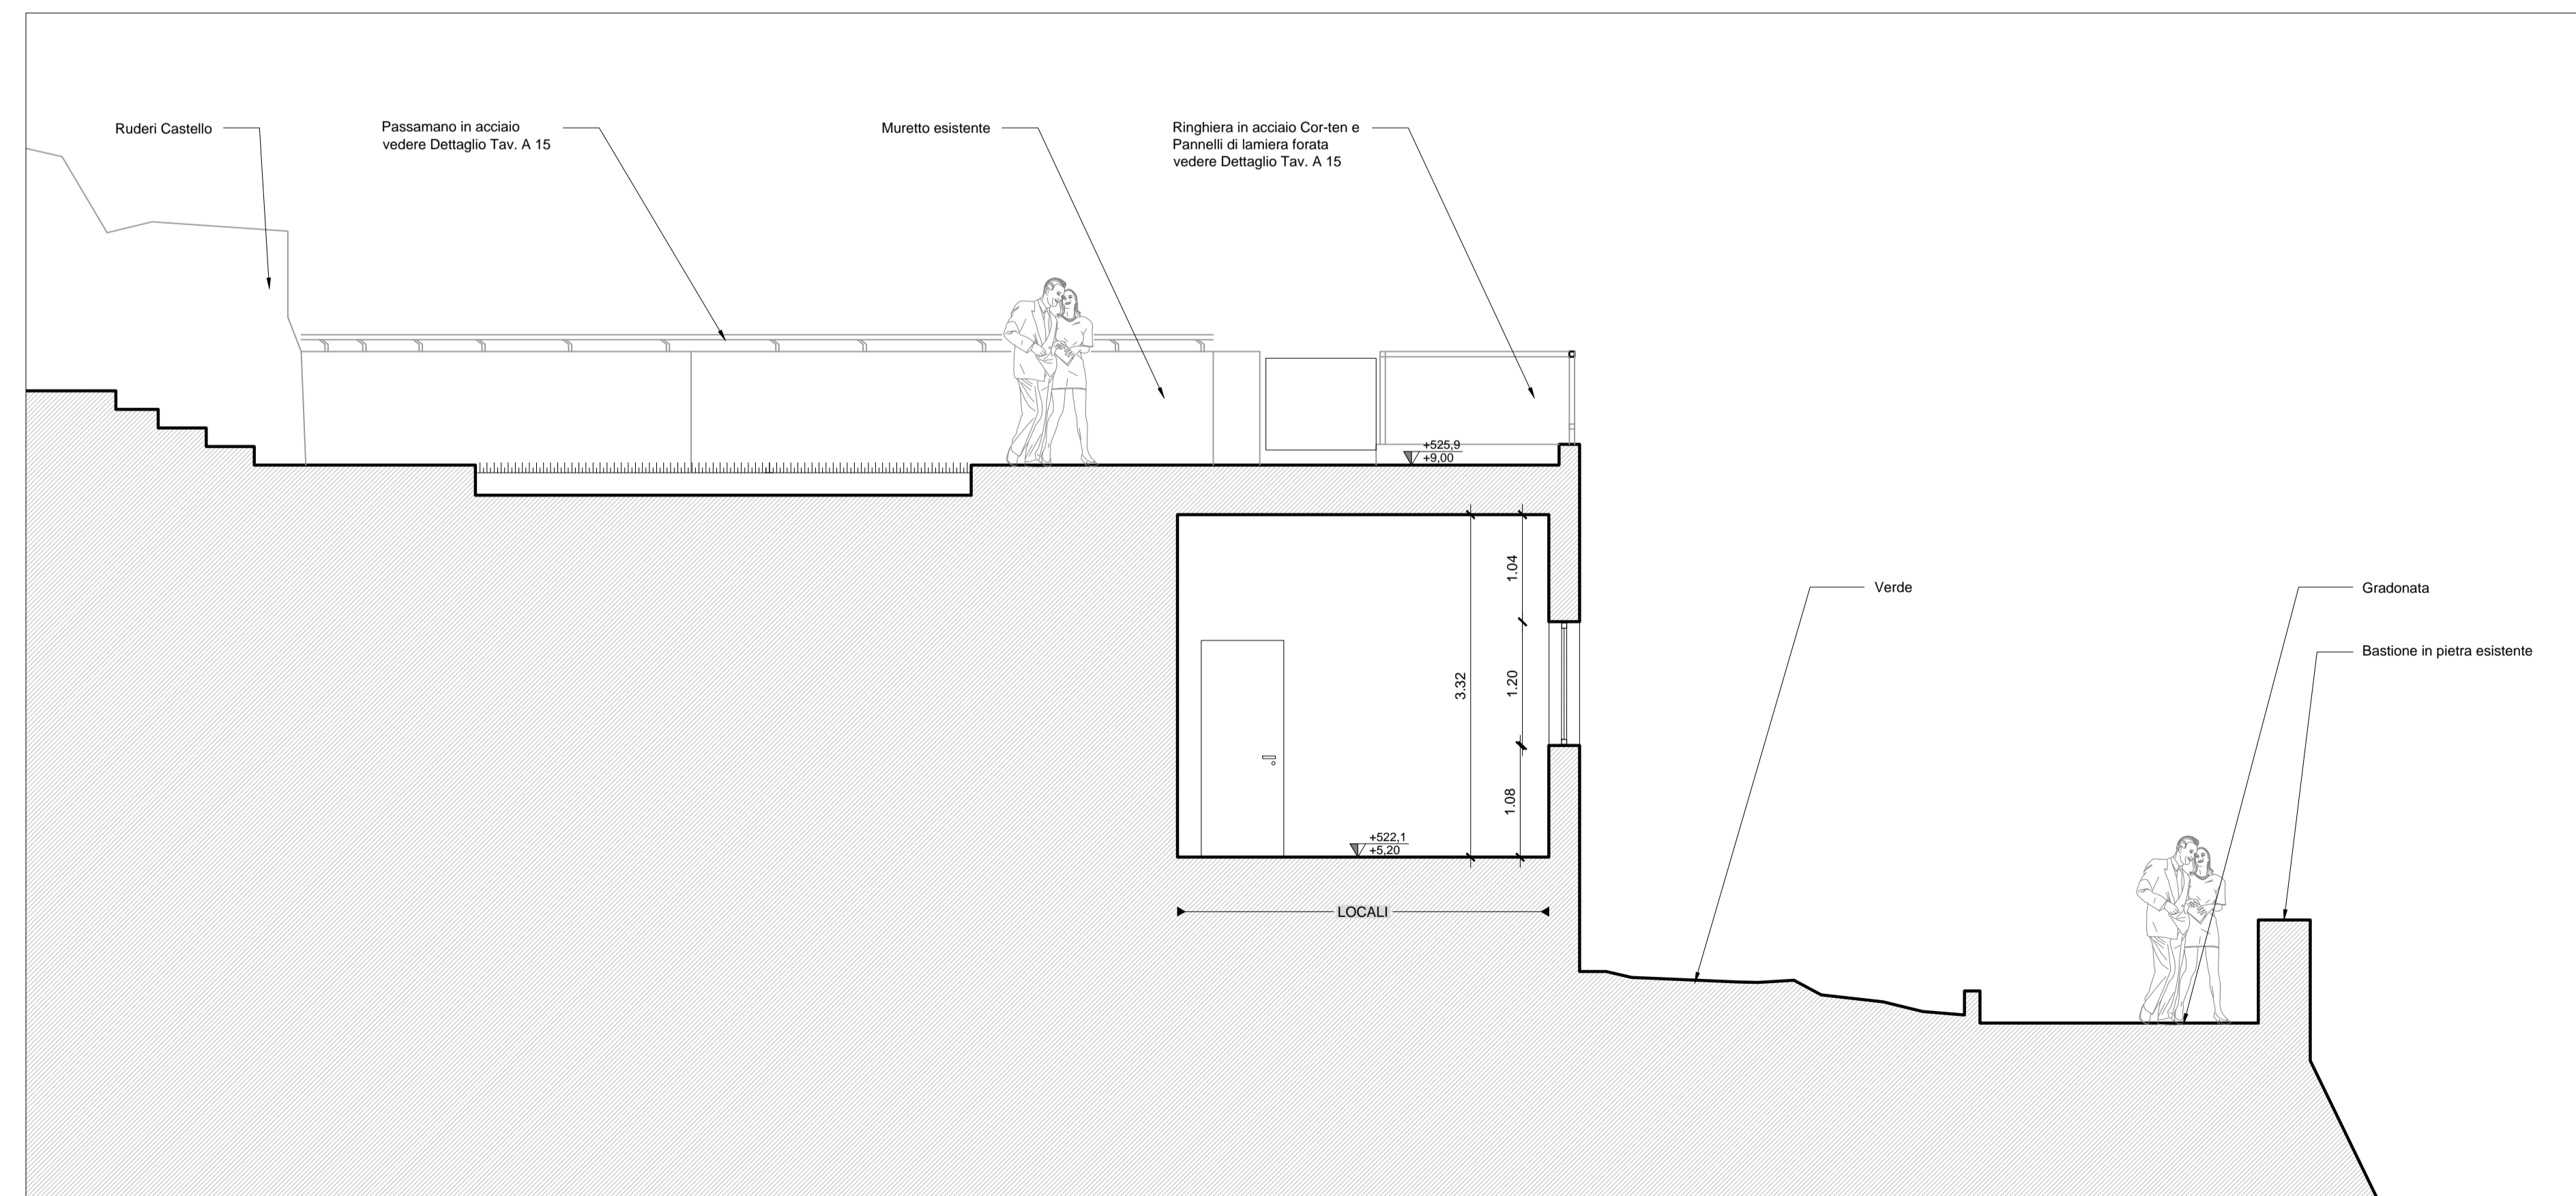 Ruderi Castello
Passamano in acciaio
vedere Dettaglio Tav. A 15
Muretto esistente
Ringhiera in acciaio Cor-ten e
Pannelli di lamiera forata
vedere Dettaglio Tav. A 15
+525,9
+9,00
1.04
3.32
1.20
1.08
+522,1
+5,20
LOCALI
Verde
Gradonata
Bastione in pietra esistente